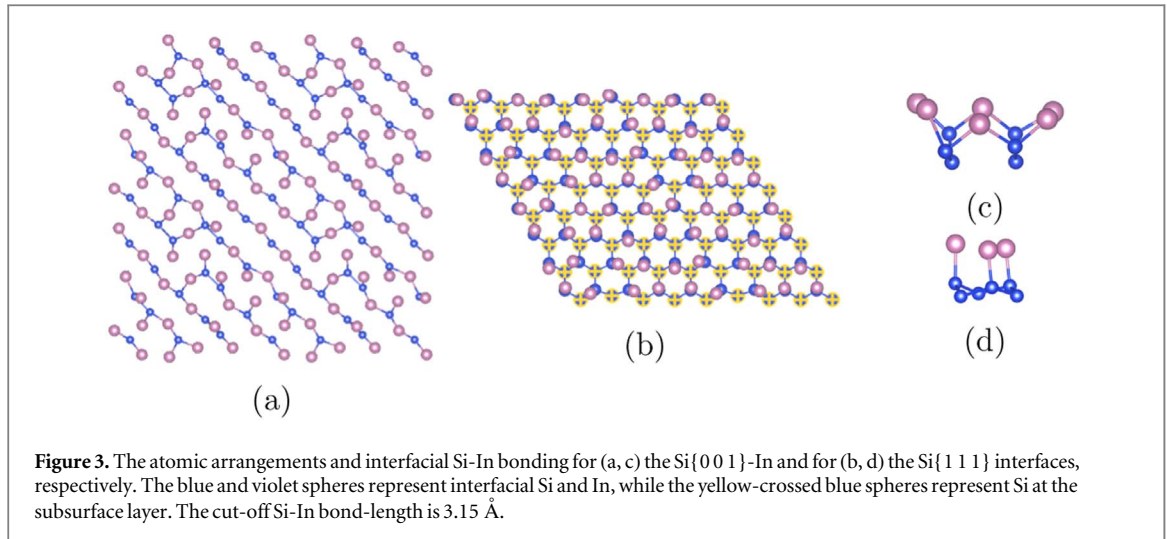 (a)
(b)
(c)
(d)
Figure 3. The atomic arrangements and interfacial Si-In bonding for (a, c) the Si{0 0 1}-In and for (b, d) the Si{1 1 1} interfaces,
respectively. The blue and violet spheres represent interfacial Si and In, while the yellow-crossed blue spheres represent Si at the
subsurface layer. The cut-off Si-In bond-length is 3.15 Å.